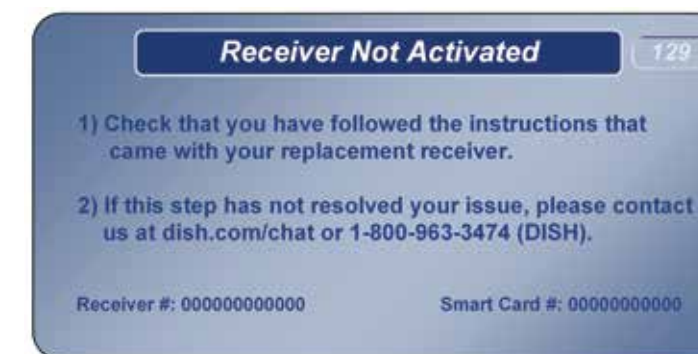 Receiver Not Activated 129
1) Check that you have followed the instructions that
came with your replacement receiver.
2) If this step has not resolved your issue, please contact
us at dish.com/chat or 1-800-963-3474 (DISH).
Receiver #: 000000000000 Smart Card #: 00000000000